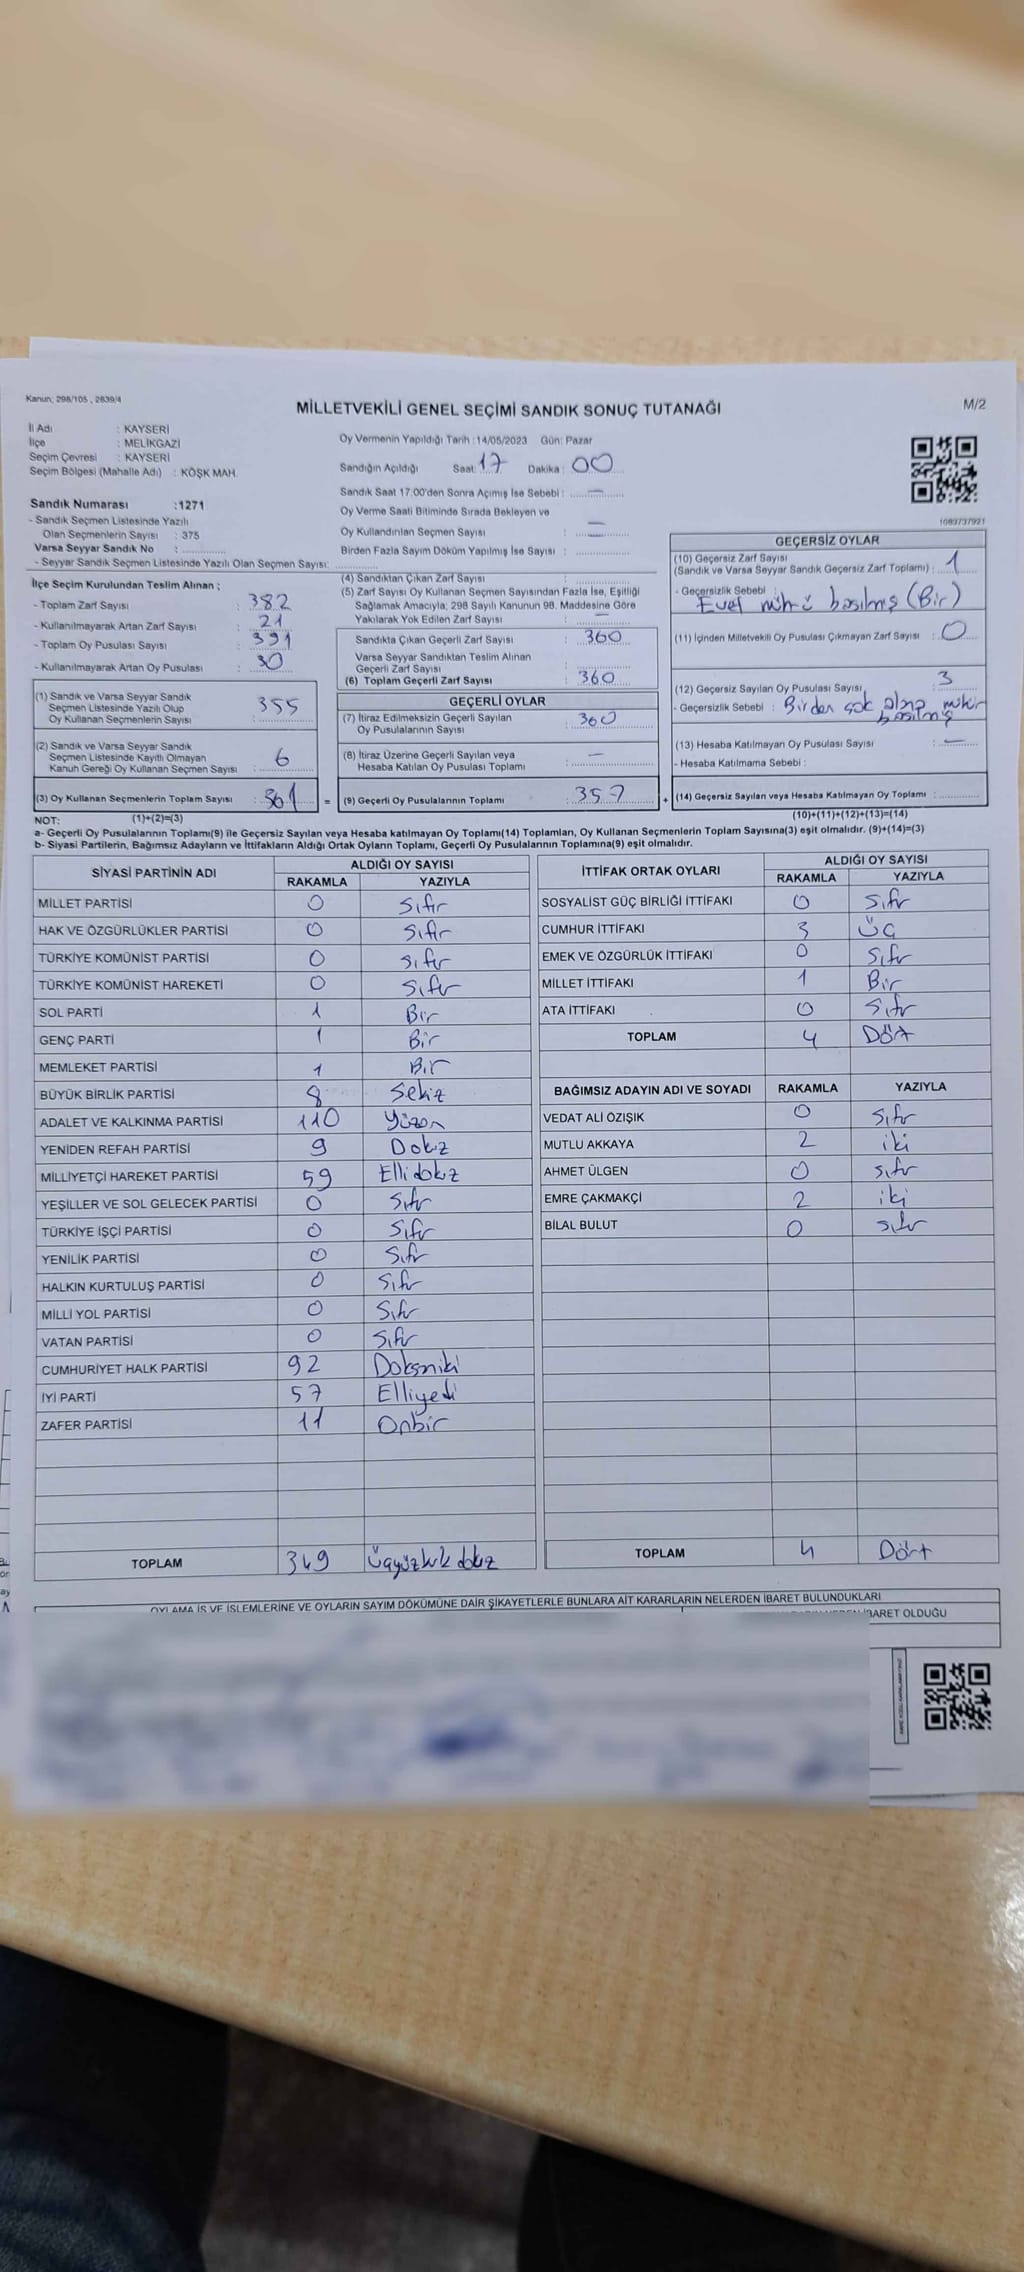 Kanun; 298/105 , 2839/4
MİLLETVEKİLİ GENEL SEÇİMİ SANDIK SONUÇ TUTANAĞI
M/2
İl Adı : KAYSERİ
İlçe : MELİKGAZİ
Seçim Çevresi : KAYSERİ
Seçim Bölgesi (Mahalle Adı) : KÖŞK MAH.
Oy Vermenin Yapıldığı Tarih :14/05/2023 Gün: Pazar
Sandığın Açıldığı Saat: 17 Dakika : 00
Sandık Saat 17:00'den Sonra Açımış İse Sebebi : —
Oy Verme Saati Bitiminde Sırada Bekleyen ve
Oy Kullandırılan Seçmen Sayısı : —
Birden Fazla Sayım Döküm Yapılmış İse Sayısı :
1083737921
Sandık Numarası :1271
- Sandık Seçmen Listesinde Yazılı
Olan Seçmenlerin Sayısı : 375
Varsa Seyyar Sandık No :
- Seyyar Sandık Seçmen Listesinde Yazılı Olan Seçmen Sayısı:
İlçe Seçim Kurulundan Teslim Alınan ;
- Toplam Zarf Sayısı : 382
- Kullanılmayarak Artan Zarf Sayısı : 21
- Toplam Oy Pusulası Sayısı : 391
- Kullanılmayarak Artan Oy Pusulası : 30
(1) Sandık ve Varsa Seyyar Sandık
Seçmen Listesinde Yazılı Olup
Oy Kullanan Seçmenlerin Sayısı : 355
(2) Sandık ve Varsa Seyyar Sandık
Seçmen Listesinde Kayıtlı Olmayan
Kanun Gereği Oy Kullanan Seçmen Sayısı : 6
(3) Oy Kullanan Seçmenlerin Toplam Sayısı : 361 =
(4) Sandıktan Çıkan Zarf Sayısı :
(5) Zarf Sayısı Oy Kullanan Seçmen Sayısından Fazla İse, Eşitliği
Sağlamak Amacıyla; 298 Sayılı Kanunun 98. Maddesine Göre
Yakılarak Yok Edilen Zarf Sayısı : —
Sandıkta Çıkan Geçerli Zarf Sayısı : 360
Varsa Seyyar Sandıktan Teslim Alınan
Geçerli Zarf Sayısı :
(6) Toplam Geçerli Zarf Sayısı : 360
GEÇERLİ OYLAR
(7) İtiraz Edilmeksizin Geçerli Sayılan
Oy Pusulalarının Sayısı : 360
(8) İtiraz Üzerine Geçerli Sayılan veya
Hesaba Katılan Oy Pusulası Toplamı : —
(9) Geçerli Oy Pusulalarının Toplamı : 357 +
GEÇERSİZ OYLAR
(10) Geçersiz Zarf Sayısı
(Sandık ve Varsa Seyyar Sandık Geçersiz Zarf Toplamı) : 1
- Geçersizlik Sebebi :
Evet mührü basılmış (Bir)
(11) İçinden Milletvekili Oy Pusulası Çıkmayan Zarf Sayısı : 0
(12) Geçersiz Sayılan Oy Pusulası Sayısı : 3
- Geçersizlik Sebebi : Birden çok alana mühür
basılmış
(13) Hesaba Katılmayan Oy Pusulası Sayısı : —
- Hesaba Katılmama Sebebi :
(14) Geçersiz Sayılan veya Hesaba Katılmayan Oy Toplamı :
NOT: (1)+(2)=(3)
(10)+(11)+(12)+(13)=(14)
a- Geçerli Oy Pusulalarının Toplamı(9) ile Geçersiz Sayılan veya Hesaba katılmayan Oy Toplamı(14) Toplamları, Oy Kullanan Seçmenlerin Toplam Sayısına(3) eşit olmalıdır. (9)+(14)=(3)
b- Siyasi Partilerin, Bağımsız Adayların ve İttifakların Aldığı Ortak Oyların Toplamı, Geçerli Oy Pusulalarının Toplamına(9) eşit olmalıdır.
SİYASİ PARTİNİN ADI ALDIĞI OY SAYISI
RAKAMLA YAZIYLA
MİLLET PARTİSİ 0 Sıfır
HAK VE ÖZGÜRLÜKLER PARTİSİ 0 Sıfır
TÜRKİYE KOMÜNİST PARTİSİ 0 Sıfır
TÜRKİYE KOMÜNİST HAREKETİ 0 Sıfır
SOL PARTİ 1 Bir
GENÇ PARTİ 1 Bir
MEMLEKET PARTİSİ 1 Bir
BÜYÜK BİRLİK PARTİSİ 8 Sekiz
ADALET VE KALKINMA PARTİSİ 110 Yüzon
YENİDEN REFAH PARTİSİ 9 Dokuz
MİLLİYETÇİ HAREKET PARTİSİ 59 Ellidokuz
YEŞİLLER VE SOL GELECEK PARTİSİ 0 Sıfır
TÜRKİYE İŞÇİ PARTİSİ 0 Sıfır
YENİLİK PARTİSİ 0 Sıfır
HALKIN KURTULUŞ PARTİSİ 0 Sıfır
MİLLİ YOL PARTİSİ 0 Sıfır
VATAN PARTİSİ 0 Sıfır
CUMHURİYET HALK PARTİSİ 92 Doksaniki
İYİ PARTİ 57 Elliyedi
ZAFER PARTİSİ 11 Onbir
TOPLAM 349 Üçyüzkırkdokuz
İTTİFAK ORTAK OYLARI ALDIĞI OY SAYISI
RAKAMLA YAZIYLA
SOSYALİST GÜÇ BİRLİĞİ İTTİFAKI 0 Sıfır
CUMHUR İTTİFAKI 3 Üç
EMEK VE ÖZGÜRLÜK İTTİFAKI 0 Sıfır
MİLLET İTTİFAKI 1 Bir
ATA İTTİFAKI 0 Sıfır
TOPLAM 4 Dört
BAĞIMSIZ ADAYIN ADI VE SOYADI RAKAMLA YAZIYLA
VEDAT ALİ ÖZIŞIK 0 Sıfır
MUTLU AKKAYA 2 iki
AHMET ÜLGEN 0 Sıfır
EMRE ÇAKMAKÇİ 2 iki
BİLAL BULUT 0 Sıfır
TOPLAM 4 Dört
OYLAMA İŞ VE İŞLEMLERİNE VE OYLARIN SAYIM DÖKÜMÜNE DAİR ŞİKAYETLERLE BUNLARA AİT KARARLARIN NELERDEN İBARET BULUNDUKLARI
İBARET OLDUĞU